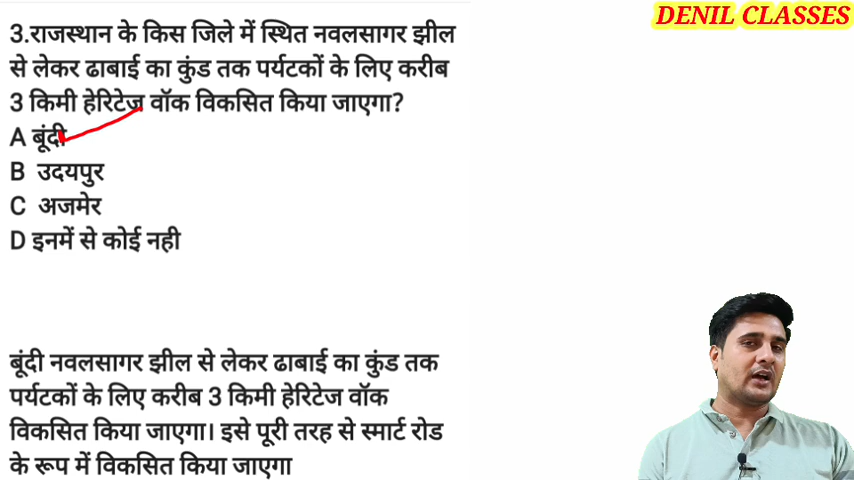 DENIL CLASSES
3.राजस्थान के किस जिले में स्थित नवलसागर झील
से लेकर ढाबाई का कुंड तक पर्यटकों के लिए करीब
3 किमी हेरिटेज वॉक विकसित किया जाएगा?
A बूंदी
B उदयपुर
C अजमेर
D इनमें से कोई नही
बूंदी नवलसागर झील से लेकर ढाबाई का कुंड तक
पर्यटकों के लिए करीब 3 किमी हेरिटेज वॉक
विकसित किया जाएगा। इसे पूरी तरह से स्मार्ट रोड
के रूप में विकसित किया जाएगा